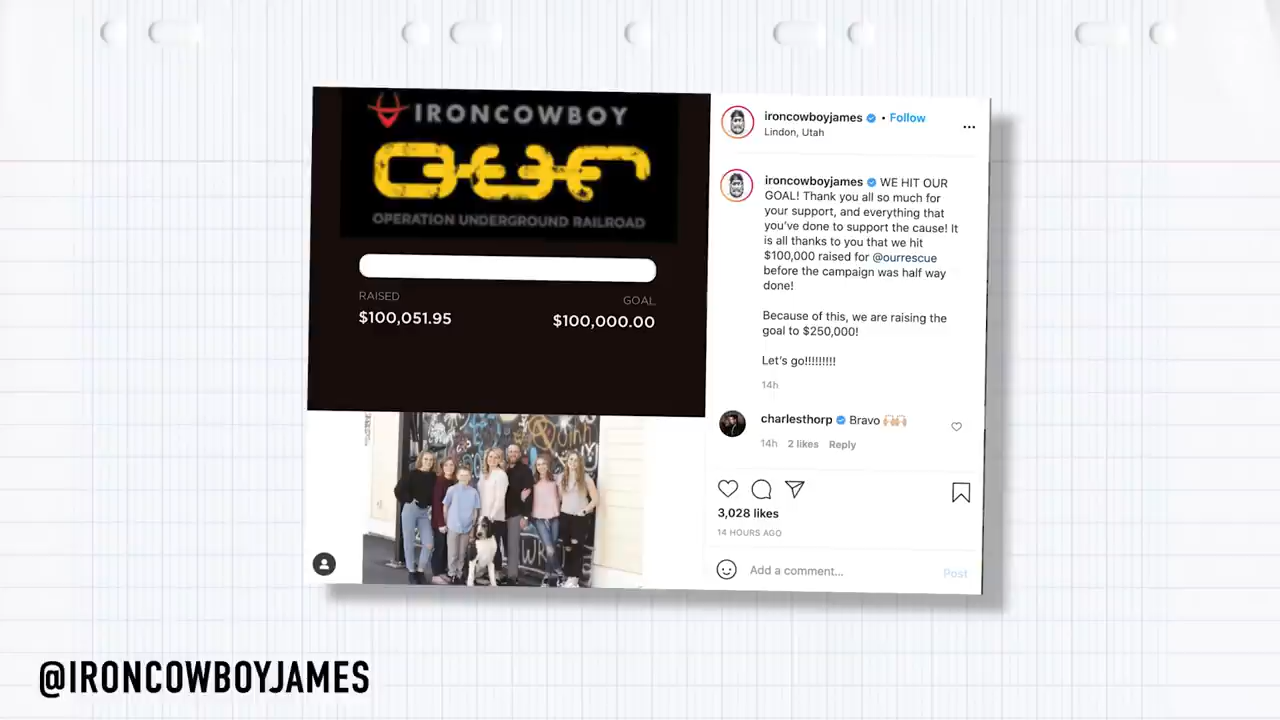 IRONCOWBOY
OUR
OPERATION UNDERGROUND RAILROAD
RAISED
GOAL
$100,051.95
$100,000.00
Quinn
ironcowboyjames • Follow
Lindon, Utah
ironcowboyjames WE HIT OUR
GOAL! Thank you all so much for
your support, and everything that
you've done to support the cause! It
is all thanks to you that we hit
$100,000 raised for @ourrescue
before the campaign was half way
done!
Because of this, we are raising the
goal to $250,000!
Let's go!!!!!!!!!
14h
charlesthorp Bravo 🙌🏼🙌🏼
14h 2 likes Reply
3,028 likes
14 HOURS AGO
Add a comment...
Post
@IRONCOWBOYJAMES